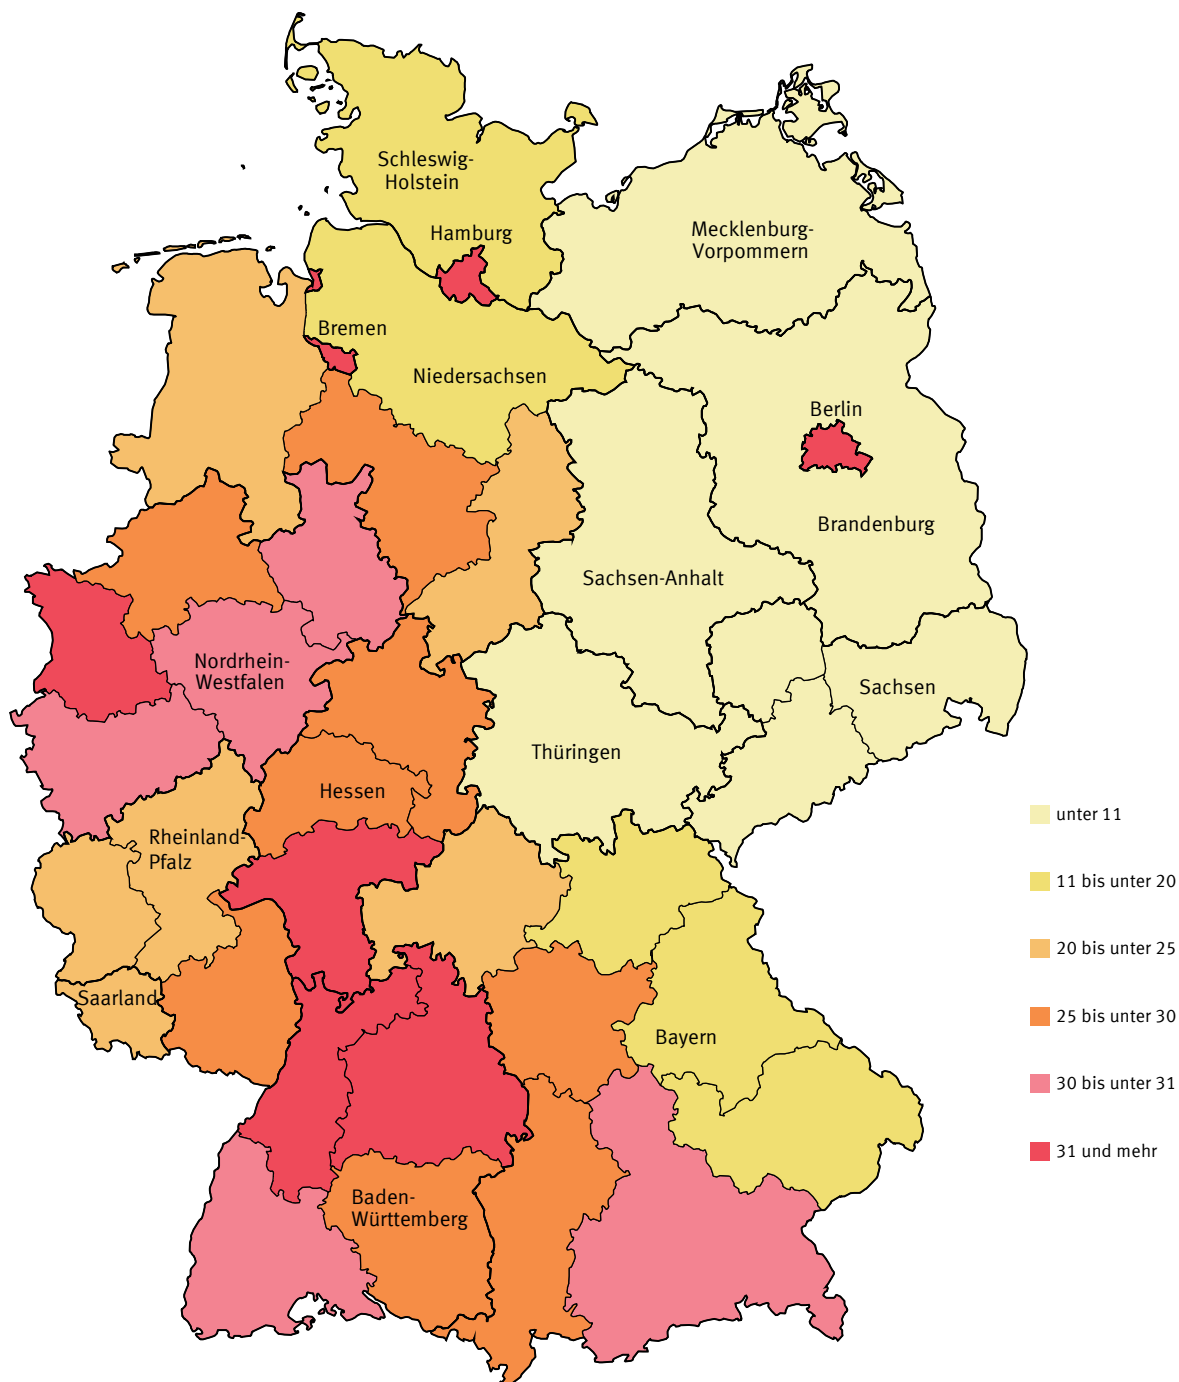 Schleswig-
Holstein
Hamburg
Mecklenburg-
Vorpommern
Bremen
Niedersachsen
Berlin
Brandenburg
Sachsen-Anhalt
Nordrhein-
Westfalen
Sachsen
Thüringen
Hessen
Rheinland-
Pfalz
Saarland
Bayern
Baden-
Württemberg
unter 11
11 bis unter 20
20 bis unter 25
25 bis unter 30
30 bis unter 31
31 und mehr